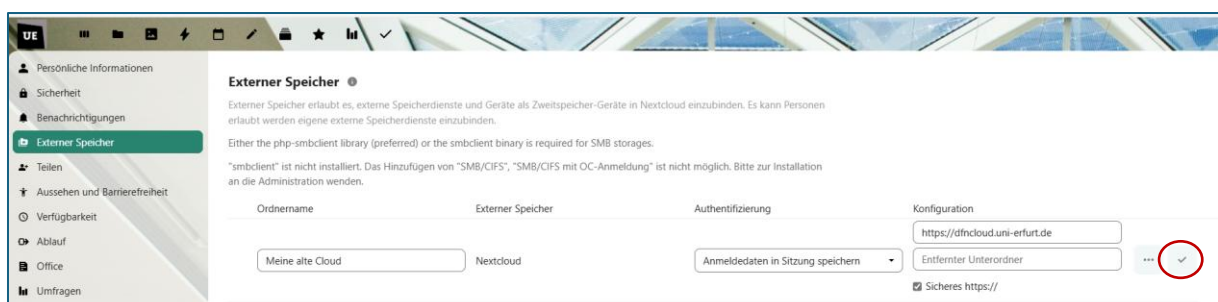 UE
Persönliche Informationen
Sicherheit
Benachrichtigungen
Externer Speicher
Teilen
Aussehen und Barrierefreiheit
Verfügbarkeit
Ablauf
Office
Umfragen
Externer Speicher
Externer Speicher erlaubt es, externe Speicherdienste und Geräte als Zweitspeicher-Geräte in Nextcloud einzubinden. Es kann Personen
erlaubt werden eigene externe Speicherdienste einzubinden.
Either the php-smbclient library (preferred) or the smbclient binary is required for SMB storages.
"smbclient" ist nicht installiert. Das Hinzufügen von "SMB/CIFS", "SMB/CIFS mit OC-Anmeldung" ist nicht möglich. Bitte zur Installation
an die Administration wenden.
Ordnername Externer Speicher Authentifizierung Konfiguration
https://dfncloud.uni-erfurt.de
Meine alte Cloud Nextcloud Anmeldedaten in Sitzung speichern Entfernter Unterordner
Sicheres https://